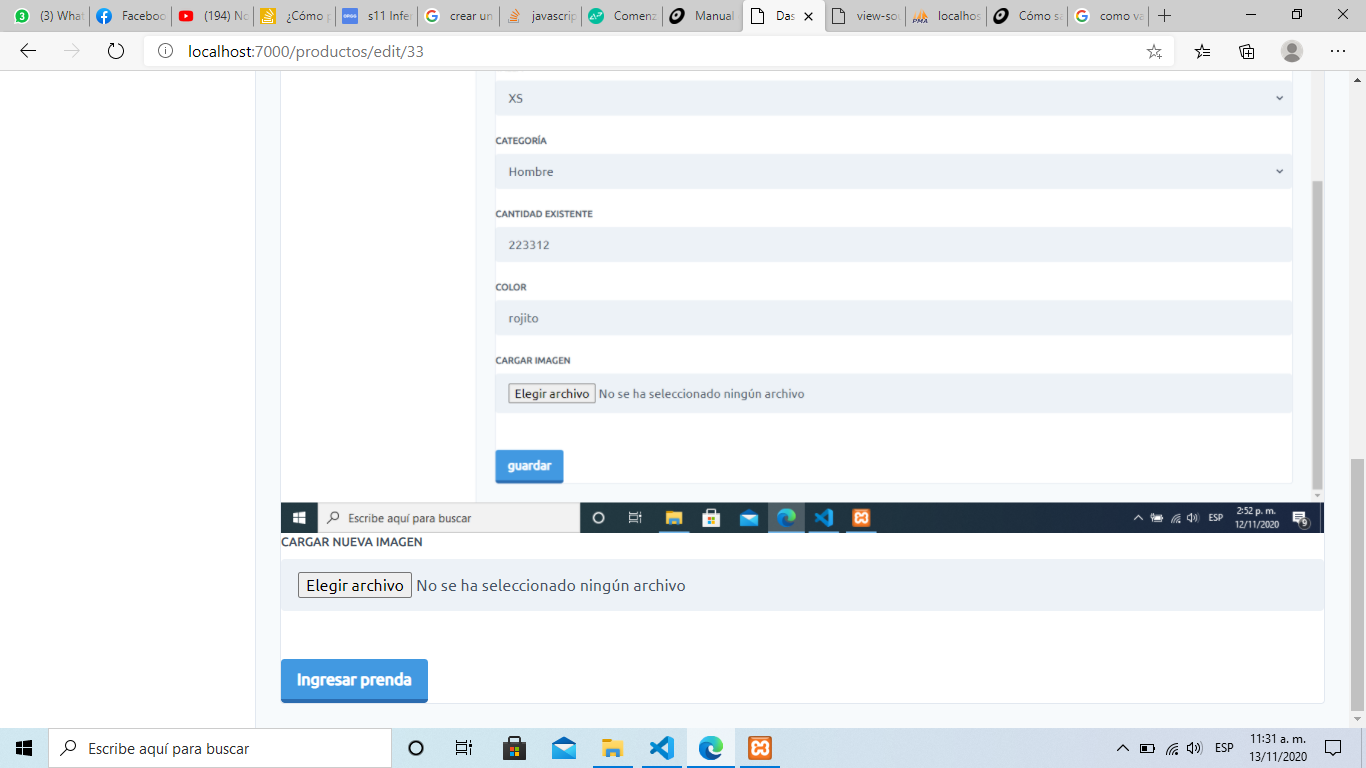 (3) What
Faceboo
(194) No
¿Cómo p
s11 Infe
crear un
javascrip
Comenz
Manual
Das
view-sou
localhos
Cómo sa
como va
localhost:7000/productos/edit/33
XS
CATEGORÍA
Hombre
CANTIDAD EXISTENTE
223312
COLOR
rojito
CARGAR IMAGEN
Elegir archivo No se ha seleccionado ningún archivo
guardar
Escribe aquí para buscar
ESP
2:52 p. m.
12/11/2020
9
CARGAR NUEVA IMAGEN
Elegir archivo No se ha seleccionado ningún archivo
Ingresar prenda
Escribe aquí para buscar
ESP
11:31 a. m.
13/11/2020